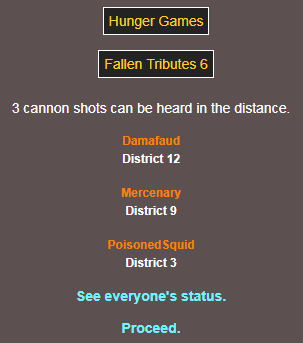 Hunger Games
Fallen Tributes 6
3 cannon shots can be heard in the distance.
Damafaud
District 12
Mercenary
District 9
PoisonedSquid
District 3
See everyone's status.
Proceed.